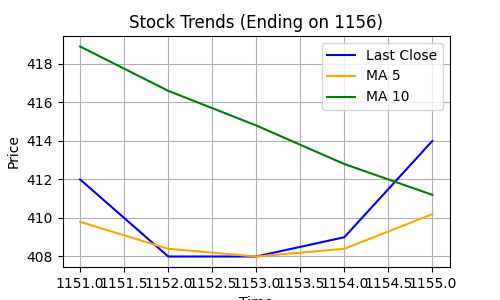 Stock Trends (Ending on 1156)
Last Close
MA 5
MA 10
Price
418
416
414
412
410
408
1151.0 1151.5 1152.0 1152.5 1153.0 1153.5 1154.0 1154.5 1155.0
Time